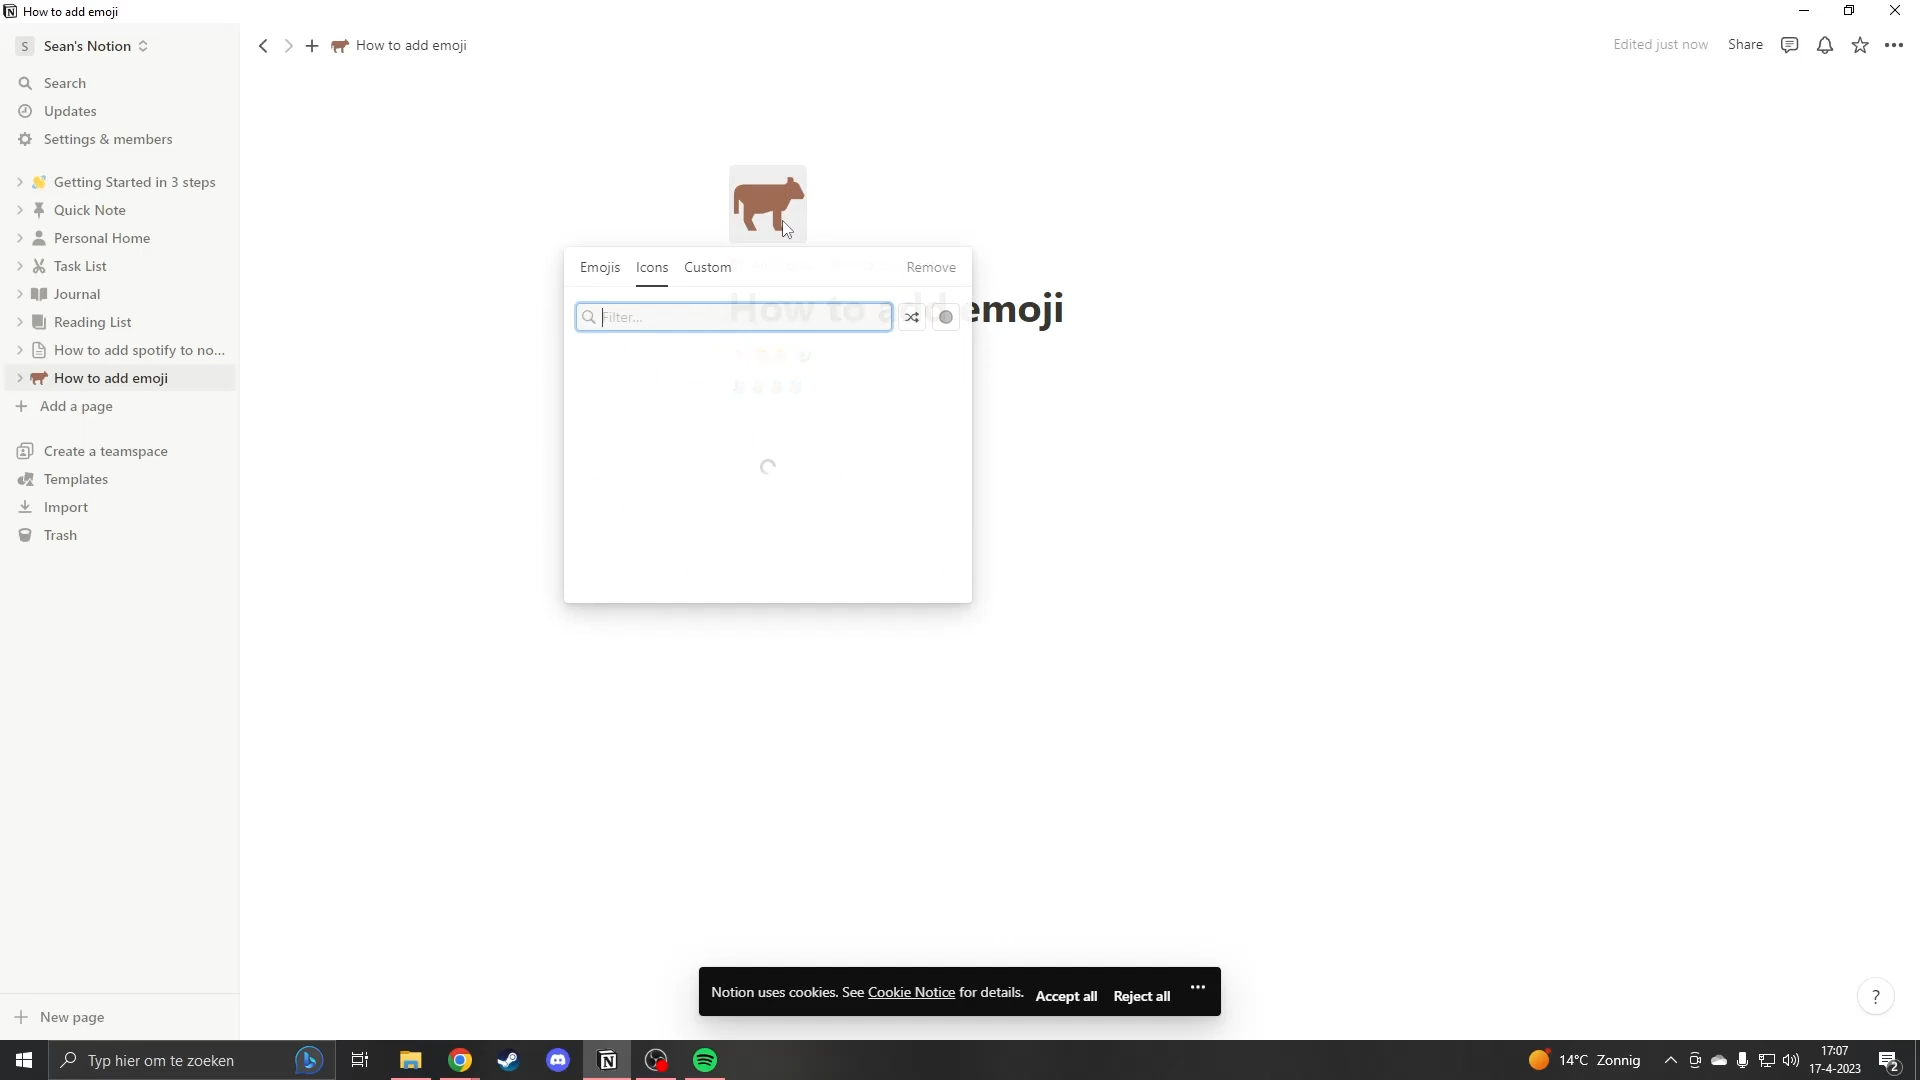 How to add emoji
S Sean's Notion
How to add emoji
Edited just now
Share
Search
Updates
Settings & members
Getting Started in 3 steps
Quick Note
Personal Home
Task List
Journal
Reading List
How to add spotify to no...
How to add emoji
Add a page
Create a teamspace
Templates
Import
Trash
New page
Emojis Icons Custom Remove
How to add emoji
Filter...
Notion uses cookies. See Cookie Notice for details. Accept all Reject all
?
Typ hier om te zoeken
14°C Zonnig
17:07
17-4-2023
2